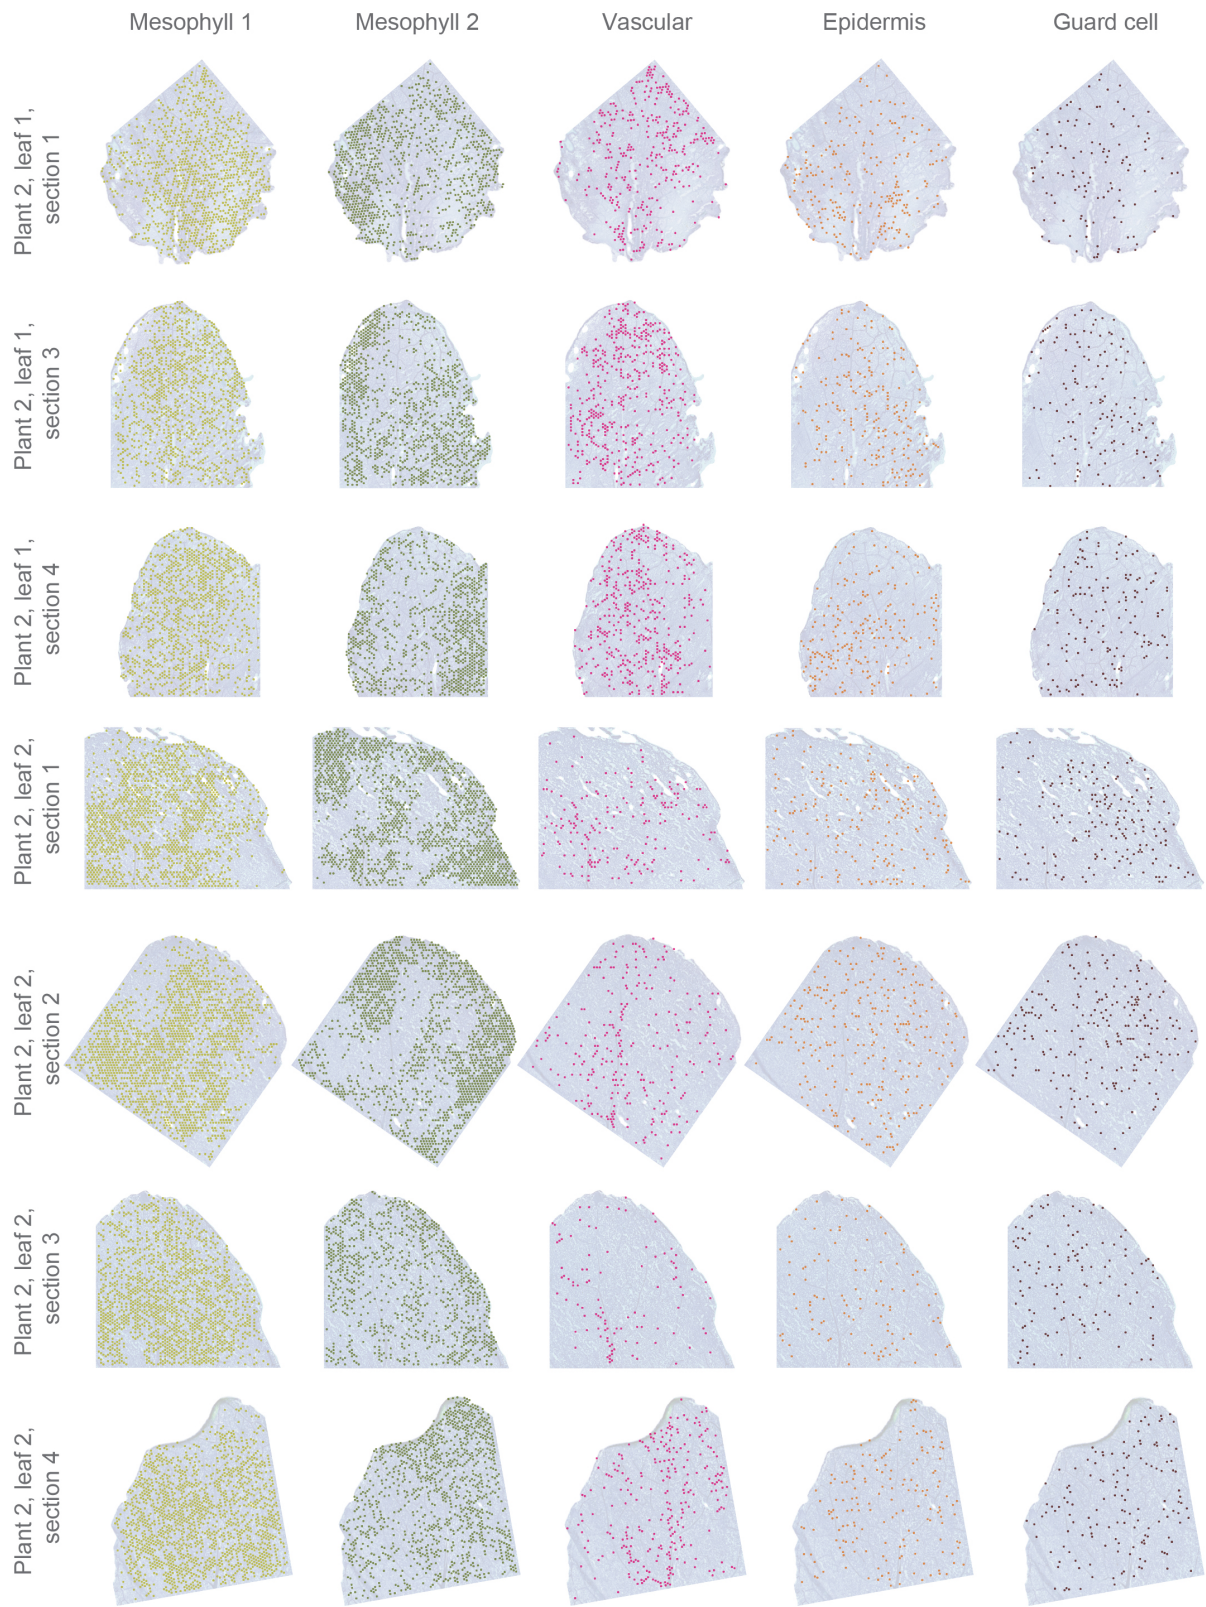 Mesophyll 1
Mesophyll 2
Vascular
Epidermis
Guard cell
Plant 2, leaf 1,
section 1
Plant 2, leaf 1,
section 3
Plant 2, leaf 1,
section 4
Plant 2, leaf 2,
section 1
Plant 2, leaf 2,
section 2
Plant 2, leaf 2,
section 3
Plant 2, leaf 2,
section 4